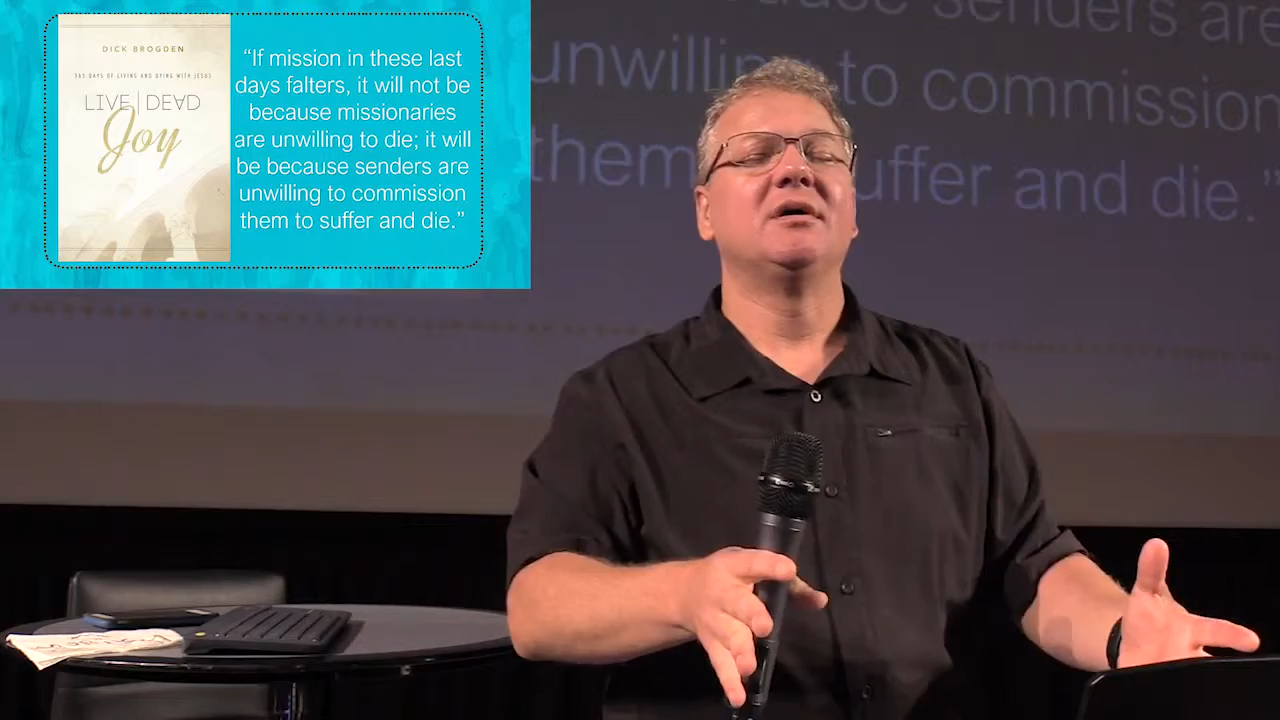 DICK BROGDEN
365 DAYS OF LIVING AND DYING WITH JESUS
LIVE | DEAD
Joy
“If mission in these last
days falters, it will not be
because missionaries
are unwilling to die; it will
be because senders are
unwilling to commission
them to suffer and die.”
senders are
unwilling to commission
them uffer and die.”